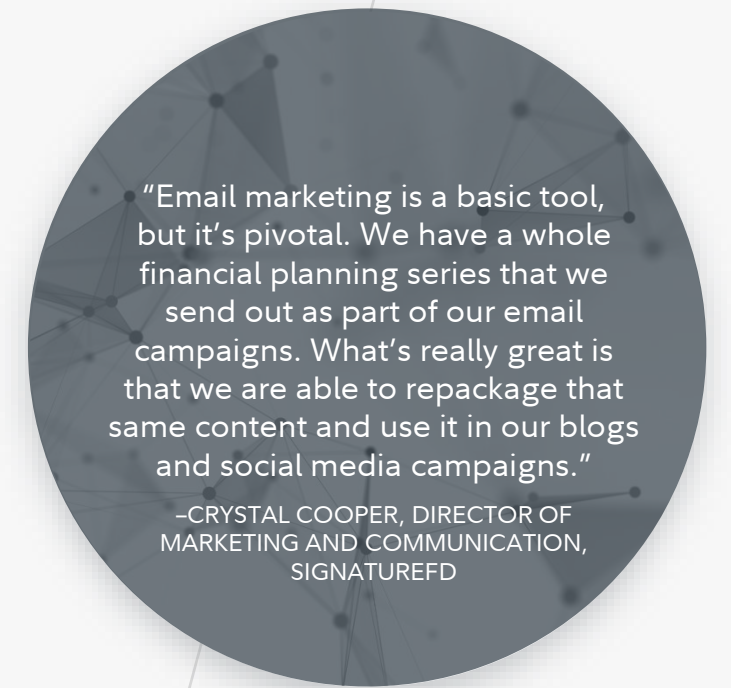 “Email marketing is a basic tool,
but it’s pivotal. We have a whole
financial planning series that we
send out as part of our email
campaigns. What’s really great is
that we are able to repackage that
same content and use it in our blogs
and social media campaigns.”
–CRYSTAL COOPER, DIRECTOR OF
MARKETING AND COMMUNICATION,
SIGNATUREFD